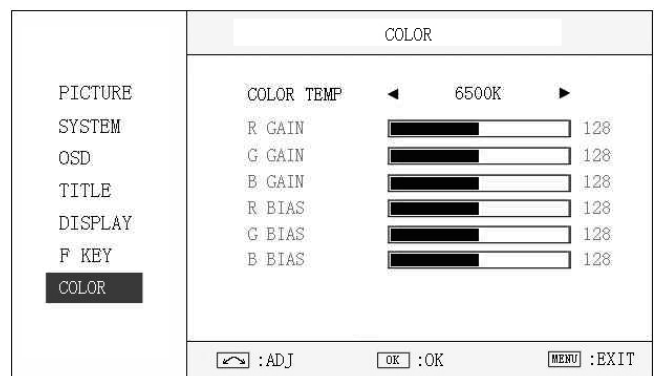 COLOR
PICTURE
SYSTEM
OSD
TITLE
DISPLAY
F KEY
COLOR
COLOR TEMP ◄ 6500K ►
R GAIN 128
G GAIN 128
B GAIN 128
R BIAS 128
G BIAS 128
B BIAS 128
:ADJ OK :OK MENU :EXIT